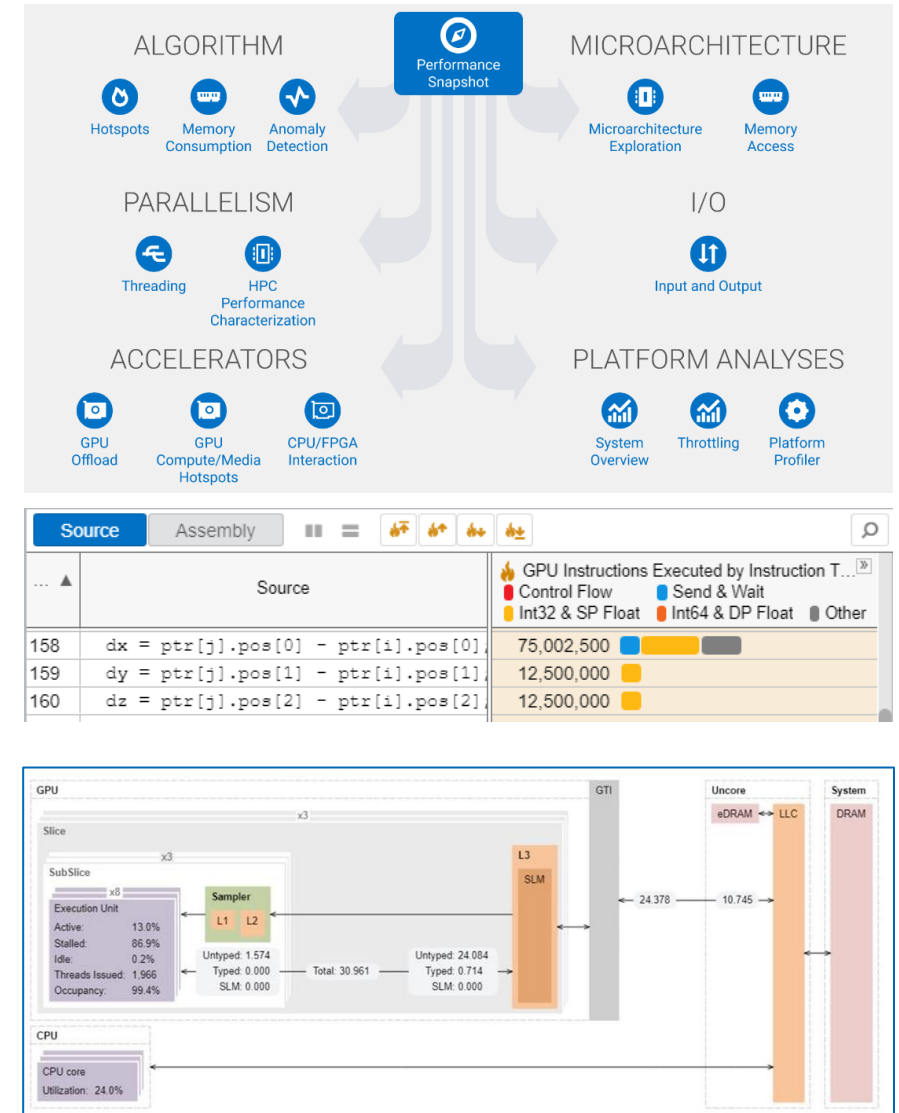 Performance
Snapshot
ALGORITHM
Hotspots
Memory
Consumption
Anomaly
Detection
MICROARCHITECTURE
Microarchitecture
Exploration
Memory
Access
PARALLELISM
Threading
HPC
Performance
Characterization
I/O
Input and Output
ACCELERATORS
GPU
Offload
GPU
Compute/Media
Hotspots
CPU/FPGA
Interaction
PLATFORM ANALYSES
System
Overview
Throttling
Platform
Profiler
Source Assembly
... ▲ Source
GPU Instructions Executed by Instruction T...
Control Flow Send & Wait
Int32 & SP Float Int64 & DP Float Other
158 dx = ptr[j].pos[0] - ptr[i].pos[0]; 75,002,500
159 dy = ptr[j].pos[1] - ptr[i].pos[1]; 12,500,000
160 dz = ptr[j].pos[2] - ptr[i].pos[2]; 12,500,000
GPU
GTI
Uncore
System
x3
eDRAM
LLC
DRAM
Slice
x3
L3
SLM
SubSlice
x8
Execution Unit
Active: 13.0%
Stalled: 86.9%
Idle: 0.2%
Threads Issued: 1,966
Occupancy: 99.4%
Sampler
L1 L2
Untyped: 1.574
Typed: 0.000
SLM: 0.000
Total: 30.961
Untyped: 24.084
Typed: 0.714
SLM: 0.000
24.378
10.745
CPU
CPU core
Utilization: 24.0%